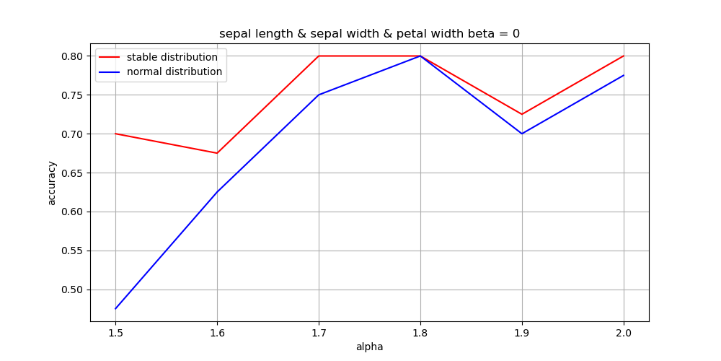 sepal length & sepal width & petal width beta = 0
stable distribution
normal distribution
0.80
0.75
0.70
0.65
0.60
0.55
0.50
accuracy
1.5 1.6 1.7 1.8 1.9 2.0
alpha